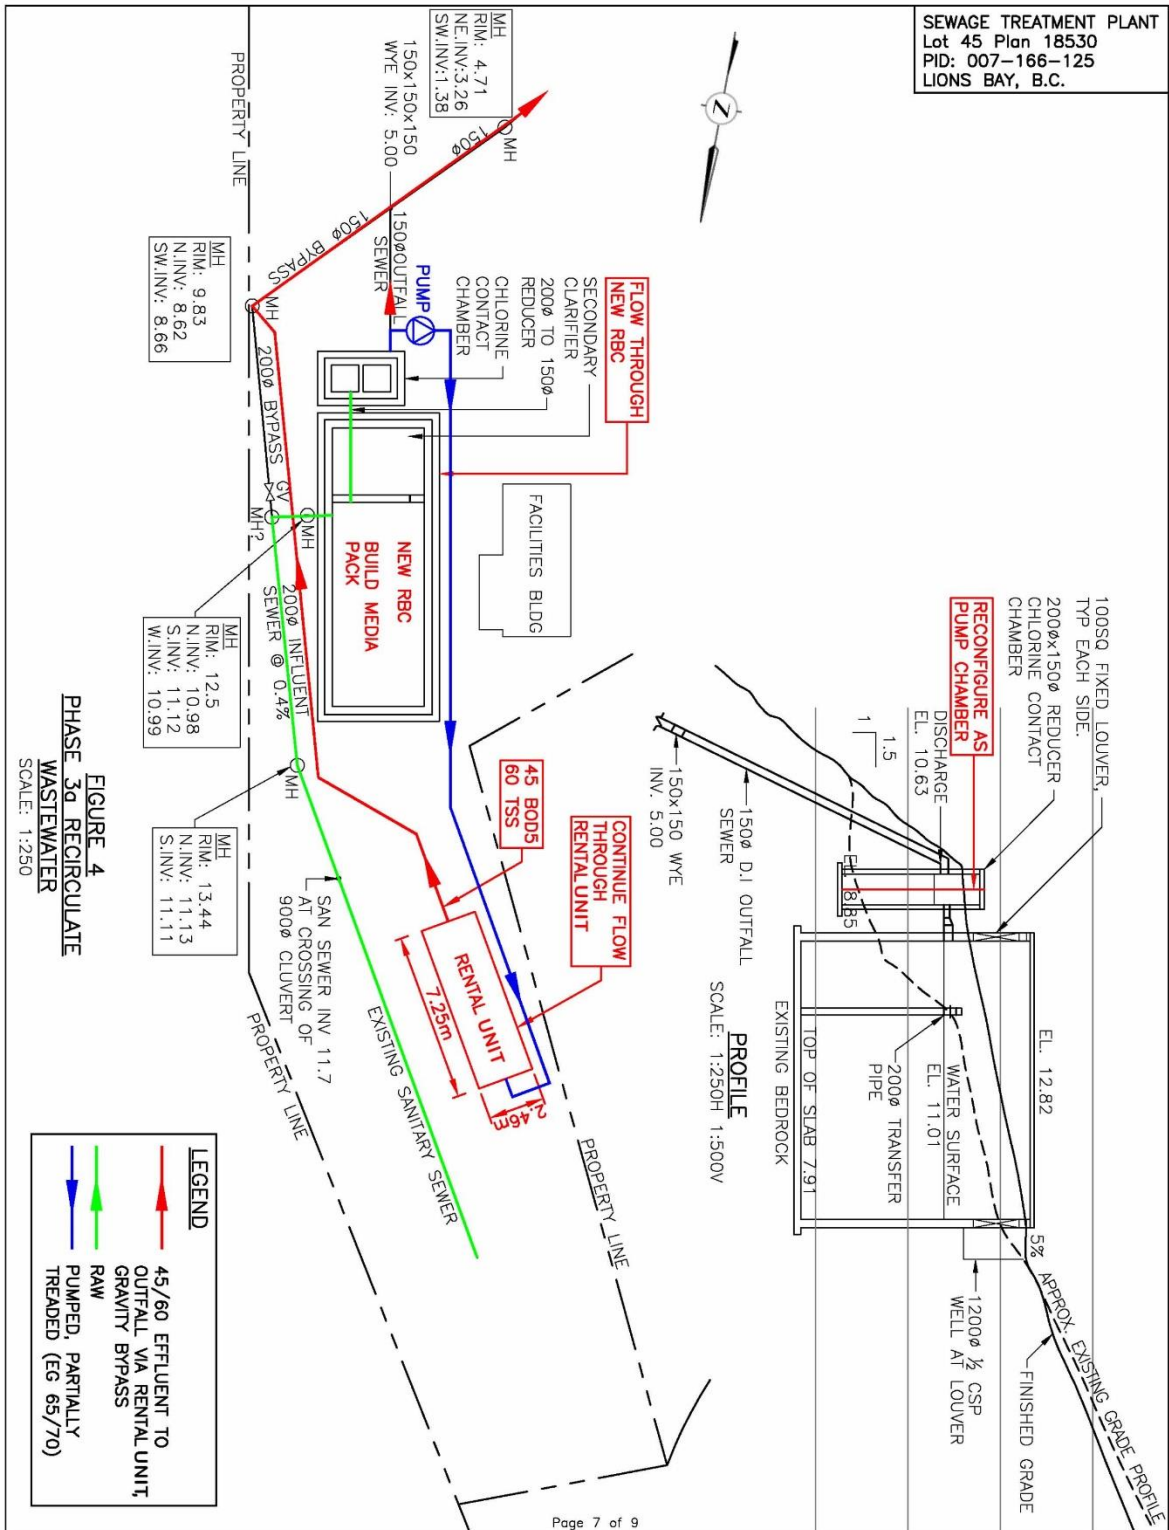 SEWAGE TREATMENT PLANT
Lot 45 Plan 18530
PID: 007-166-125
LIONS BAY, B.C.
MH
RIM: 4.71
NE.INV:3.26
SW.INV:1.38
150x150x150
WYE INV: 5.00
MH
150ø
150ø BYPASS
PROPERTY LINE
MH
RIM: 9.83
N.INV: 8.62
SW.INV: 8.66
MH
150øOUTFALL
SEWER
PUMP
CHLORINE
CONTACT
CHAMBER
200ø TO 150ø
REDUCER
SECONDARY
CLARIFIER
FLOW THROUGH
NEW RBC
200ø BYPASS
GV
MH?
MH
NEW RBC
BUILD MEDIA
PACK
FACILITIES BLDG
200ø INFLUENT
SEWER @ 0.4%
MH
RIM: 12.5
N.INV: 10.98
S.INV: 11.12
W.INV: 10.99
MH
MH
RIM: 13.44
N.INV: 11.13
S.INV: 11.11
45 BOD5
60 TSS
CONTINUE FLOW
THROUGH
RENTAL UNIT
RENTAL UNIT
7.25m
2.46m
SAN SEWER INV 11.7
AT CROSSING OF
900ø CLUVERT
EXISTING SANITARY SEWER
PROPERTY LINE
PROPERTY LINE
FIGURE 4
PHASE 3a RECIRCULATE
WASTEWATER
SCALE: 1:250
100SQ FIXED LOUVER,
TYP EACH SIDE.
200øx150ø REDUCER
CHLORINE CONTACT
CHAMBER
RECONFIGURE AS
PUMP CHAMBER
DISCHARGE
EL. 10.63
1.5
1
150x150 WYE
INV. 5.00
150ø D.I OUTFALL
SEWER
EL. 8.85
EL. 12.82
WATER SURFACE
EL. 11.01
200ø TRANSFER
PIPE
TOP OF SLAB 7.91
EXISTING BEDROCK
5%
APPROX. EXISTING GRADE PROFILE
FINISHED GRADE
1200ø ½ CSP
WELL AT LOUVER
PROFILE
SCALE: 1:250H 1:500V
LEGEND
45/60 EFFLUENT TO
OUTFALL VIA RENTAL UNIT,
GRAVITY BYPASS
RAW
PUMPED, PARTIALLY
TREADED (EG 65/70)
Z
Page 7 of 9